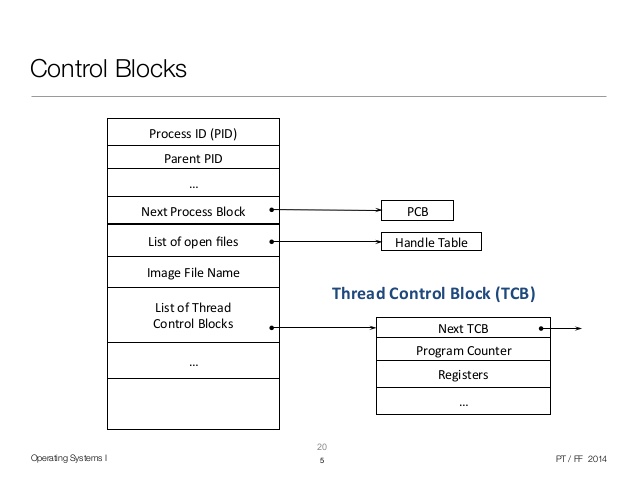 Control Blocks
Process ID (PID)
Parent PID
...
Next Process Block
PCB
List of open files
Handle Table
Image File Name
Thread Control Block (TCB)
List of Thread
Control Blocks
Next TCB
Program Counter
...
Registers
...
20
Operating Systems I
5
PT / FF 2014